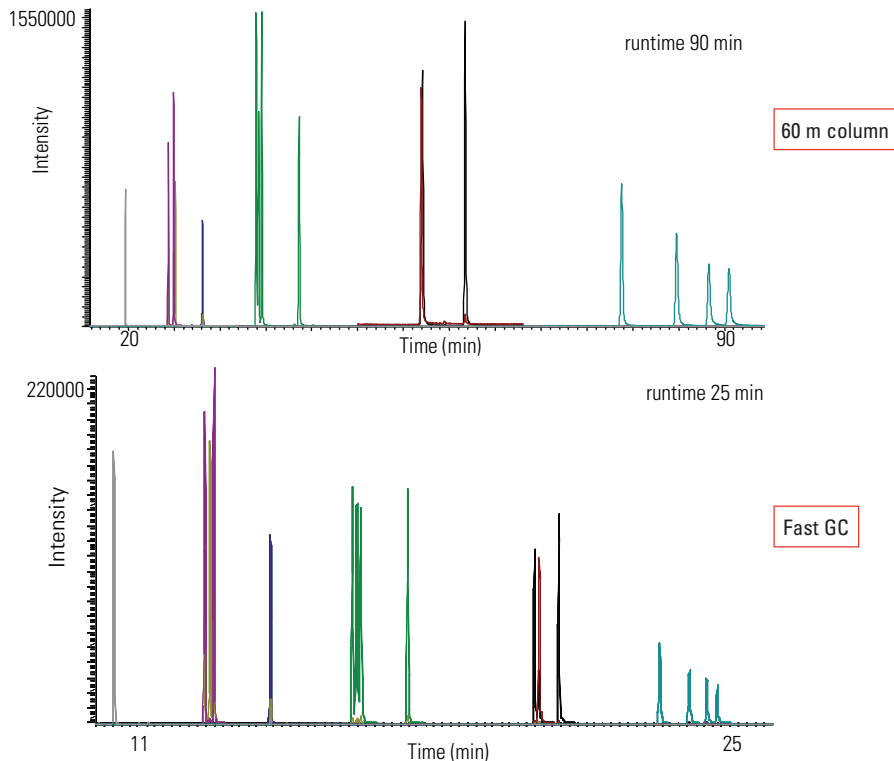 1550000
runtime 90 min
Intensity
60 m column
20
Time (min)
90
220000
runtime 25 min
Intensity
Fast GC
11
Time (min)
25